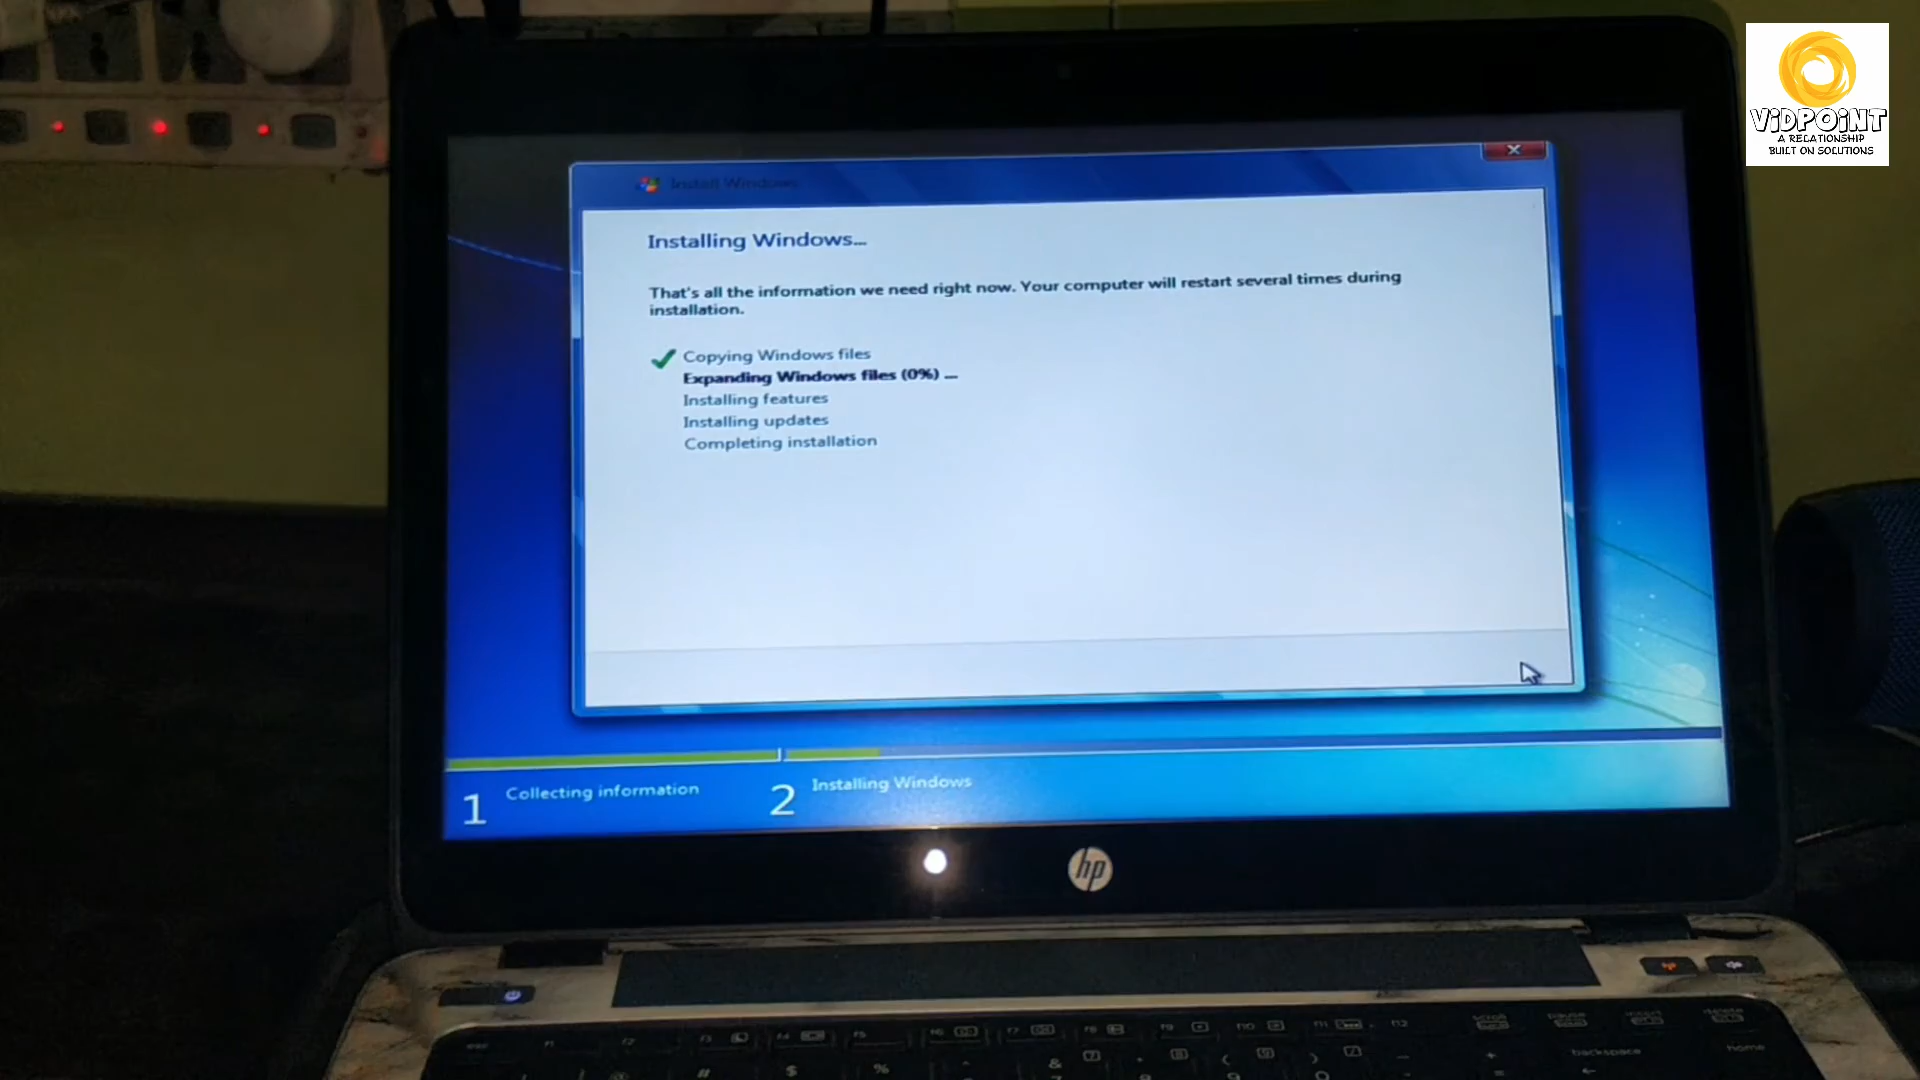 ViDPOiNT
A RELATIONSHIP
BUILT ON SOLUTIONS
Install Windows
Installing Windows...
That's all the information we need right now. Your computer will restart several times during
installation.
Copying Windows files
Expanding Windows files (0%) ...
Installing features
Installing updates
Completing installation
1 Collecting information
2 Installing Windows
hp
backspace
home